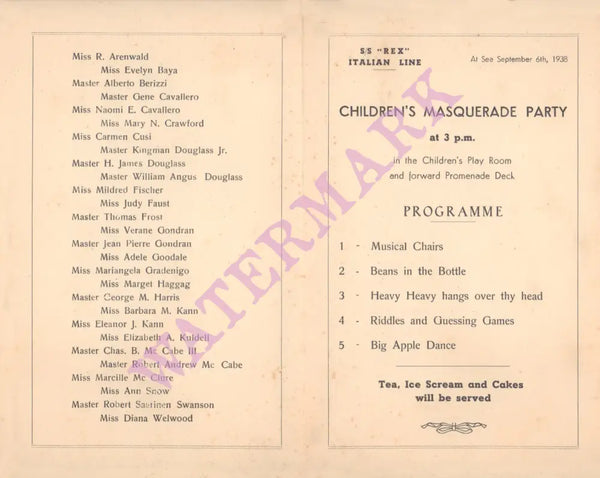 Miss R. Arenwald
Miss Evelyn Baya
Master Alberto Berizzi
Master Gene Cavallero
Miss Naomi E. Cavallero
Miss Mary N. Crawford
Miss Carmen Cusi
Master Kingman Douglass Jr.
Master H. James Douglass
Master William Angus Douglass
Miss Mildred Fischer
Miss Judy Faust
Master Thomas Frost
Miss Verane Gondran
Master Jean Pierre Gondran
Miss Adele Goodale
Miss Mariangela Gradenigo
Miss Marget Haggag
Master George M. Harris
Miss Barbara M. Kann
Miss Eleanor J. Kann
Miss Elizabeth A. Kuldell
Master Chas. B. Mc Cabe III
Master Robert Andrew Mc Cabe
Miss Marcille Mc Clure
Miss Ann Snow
Master Robert Saarinen Swanson
Miss Diana Welwood
S/S "REX"
ITALIAN LINE
At See September 6th, 1938
CHILDREN'S MASQUERADE PARTY
at 3 p.m.
in the Children's Play Room
and forward Promenade Deck
PROGRAMME
1 - Musical Chairs
2 - Beans in the Bottle
3 - Heavy Heavy hangs over thy head
4 - Riddles and Guessing Games
5 - Big Apple Dance
Tea, Ice Scream and Cakes
will be served
WATERMARK